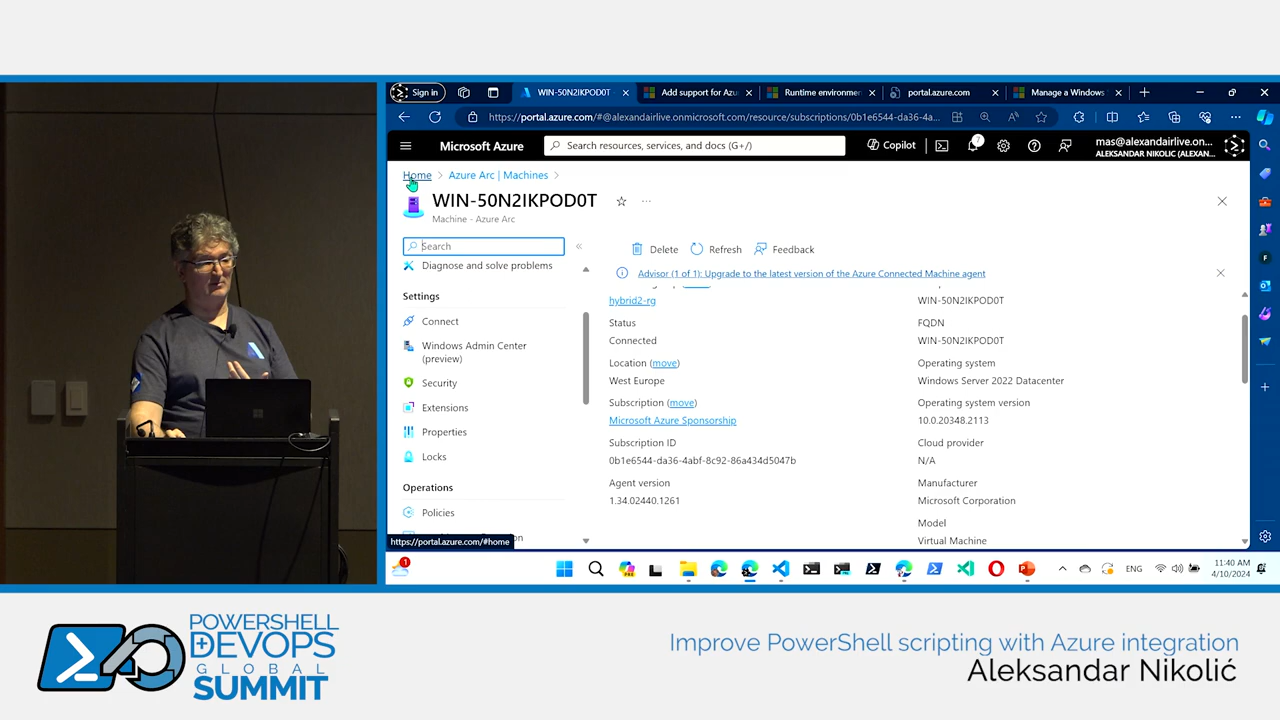 Sign in
WIN-50N2IKPOD0T
Add support for Azu
Runtime environmen
portal.azure.com
Manage a Windows
https://portal.azure.com/#@alexandairlive.onmicrosoft.com/resource/subscriptions/0b1e6544-da36-4a...
Microsoft Azure
Search resources, services, and docs (G+/)
Copilot
7
mas@alexandairlive.on...
ALEKSANDAR NIKOLIC (ALEXAN...
Home > Azure Arc | Machines >
WIN-50N2IKPOD0T
Machine - Azure Arc
Search
Delete
Refresh
Feedback
Diagnose and solve problems
Advisor (1 of 1): Upgrade to the latest version of the Azure Connected Machine agent
Settings
Connect
Windows Admin Center
(preview)
Security
Extensions
Properties
Locks
Operations
Policies
hybrid2-rg
Status
Connected
Location (move)
West Europe
Subscription (move)
Microsoft Azure Sponsorship
Subscription ID
0b1e6544-da36-4abf-8c92-86a434d5047b
Agent version
1.34.02440.1261
WIN-50N2IKPOD0T
FQDN
WIN-50N2IKPOD0T
Operating system
Windows Server 2022 Datacenter
Operating system version
10.0.20348.2113
Cloud provider
N/A
Manufacturer
Microsoft Corporation
Model
Virtual Machine
https://portal.azure.com/#home
1
ENG
11:40 AM
4/10/2024
POWERSHELL
+DEVOPS
GLOBAL
SUMMIT
Improve PowerShell scripting with Azure integration
Aleksandar Nikolić